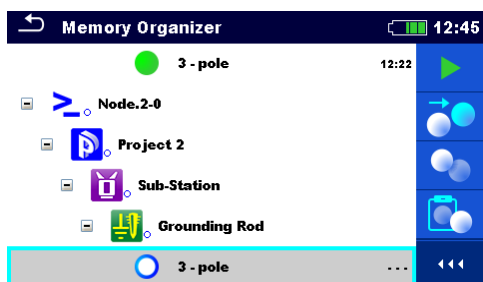 Memory Organizer 12:45
3 - pole 12:22
Node.2-0
Project 2
Sub-Station
Grounding Rod
3 - pole ...